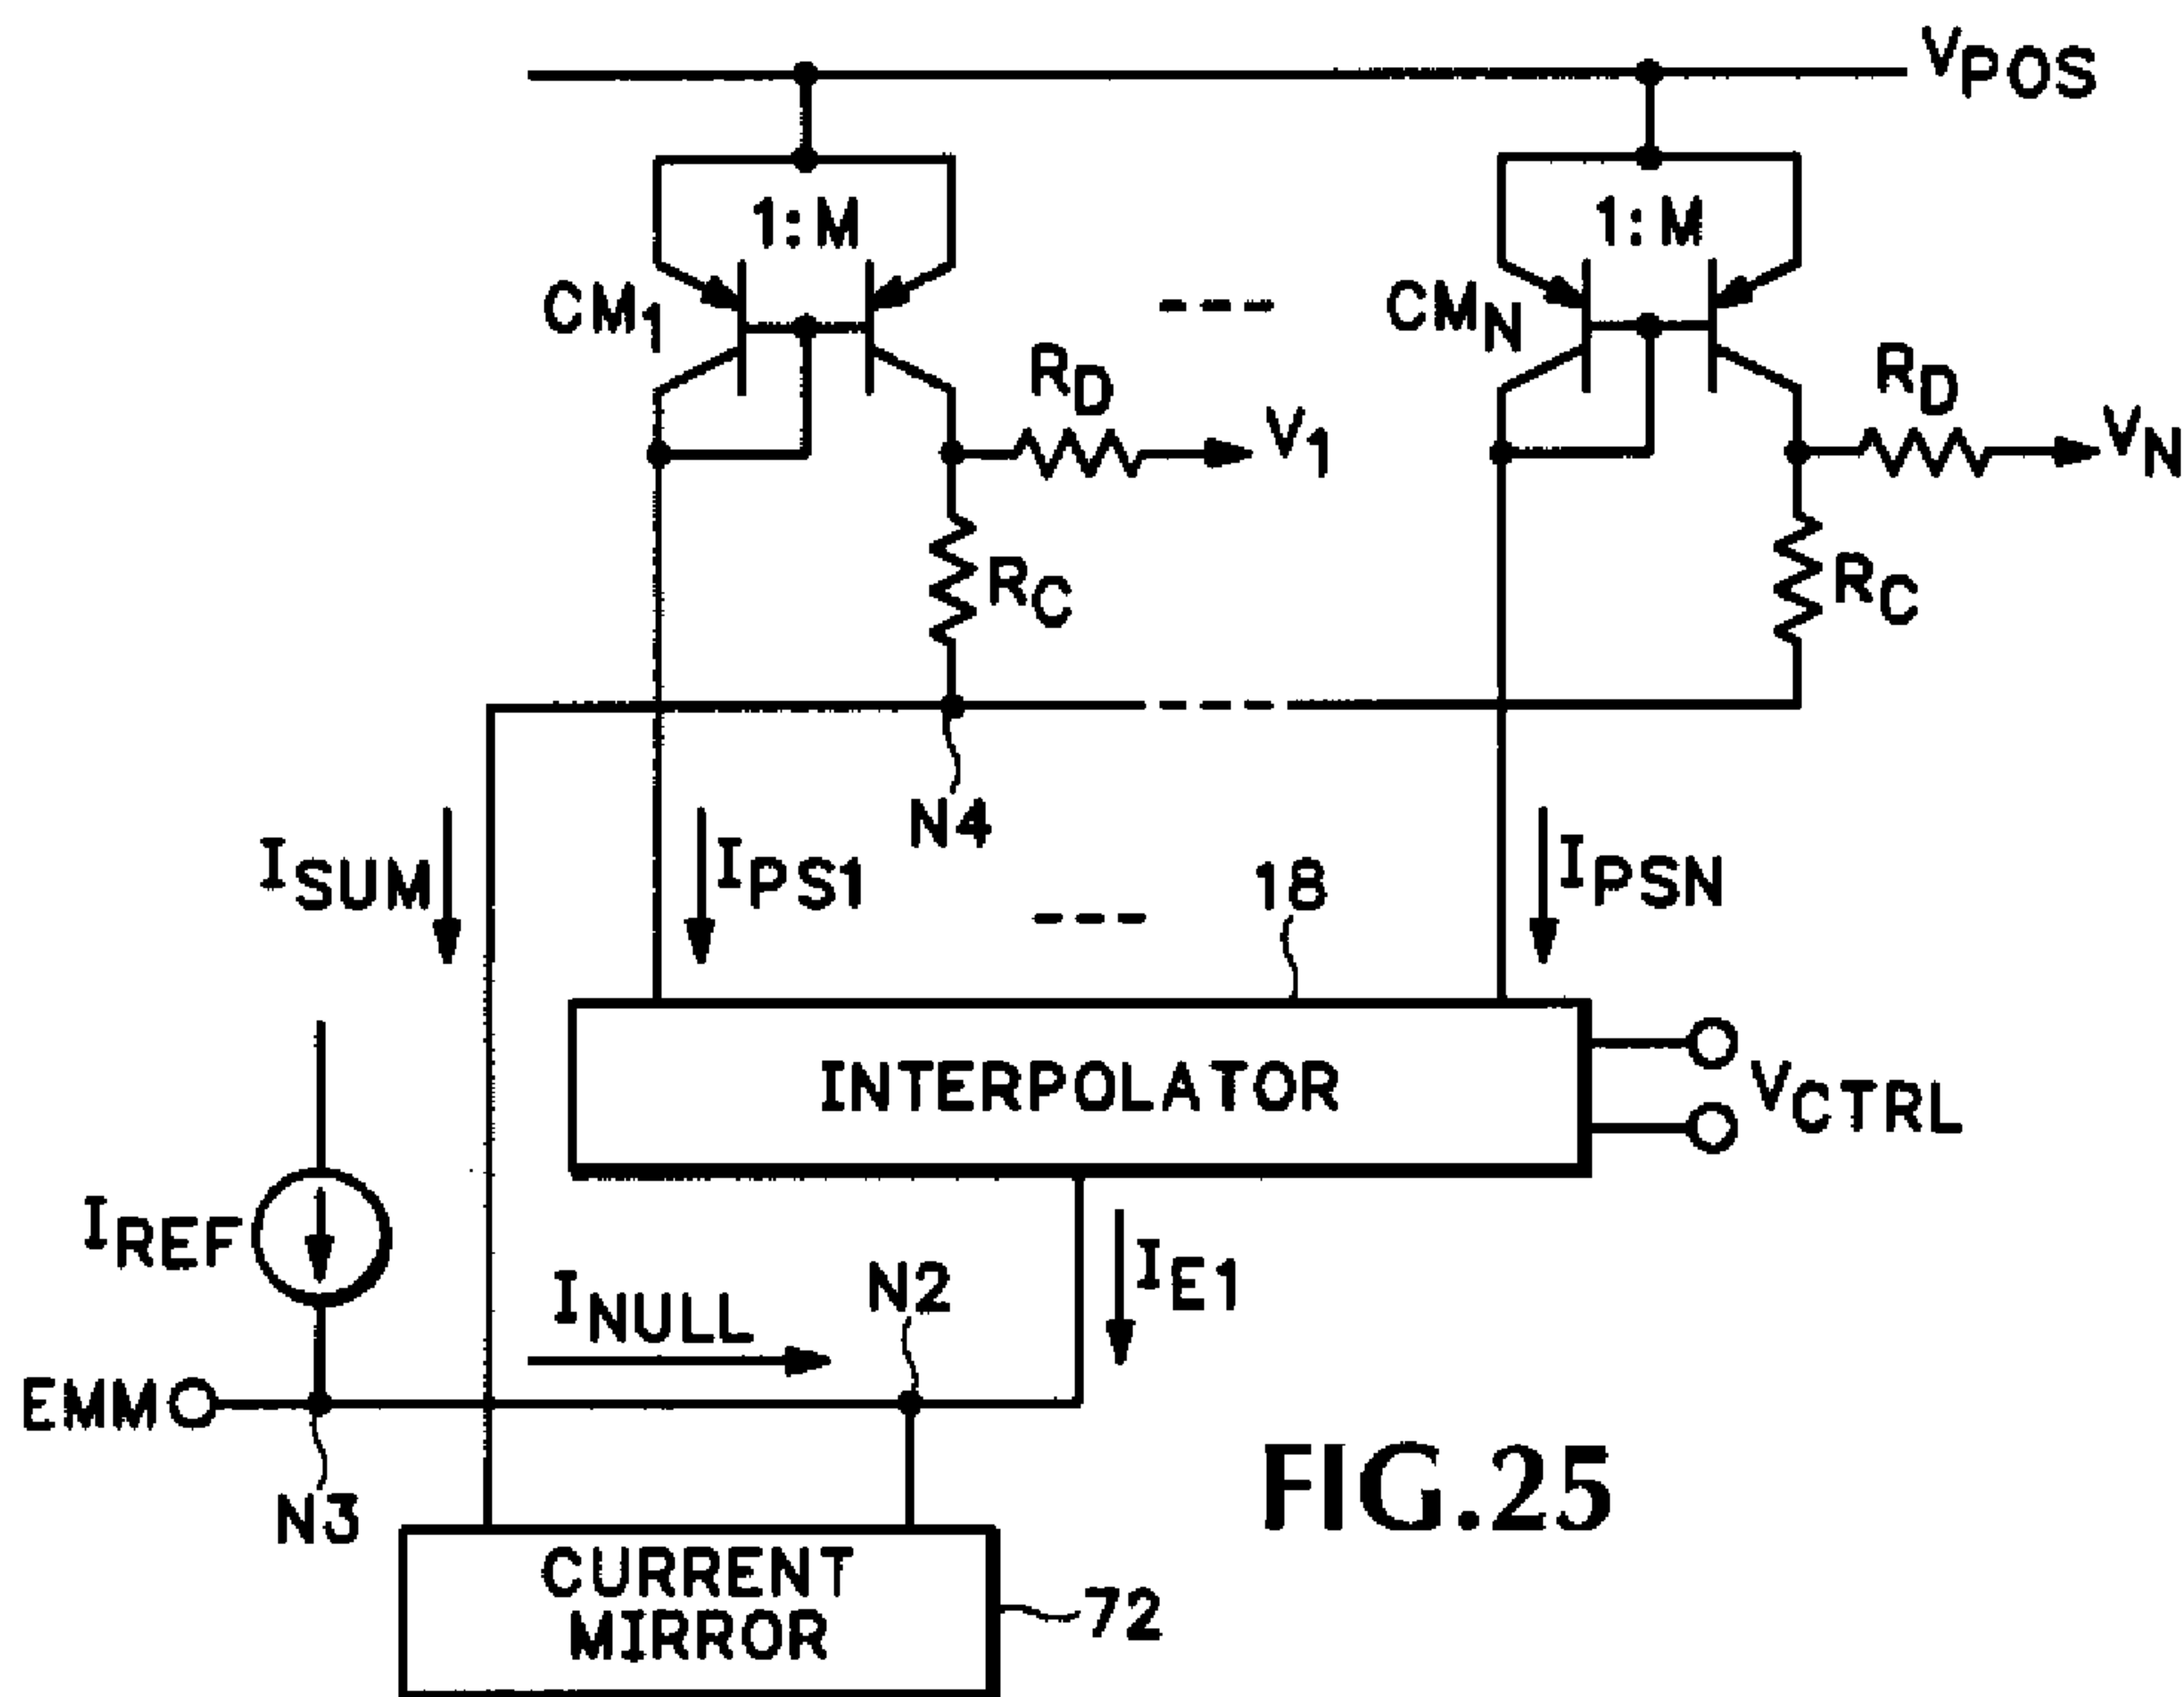 VPOS
1:M
1:M
CM1
CMN
RD
RD
V1
VN
RC
RC
N4
ISUM
IPS1
18
IPSN
INTERPOLATOR
VCTRL
IREF
INULL
N2
IE1
EMM
N3
FIG.25
CURRENT
MIRROR
72